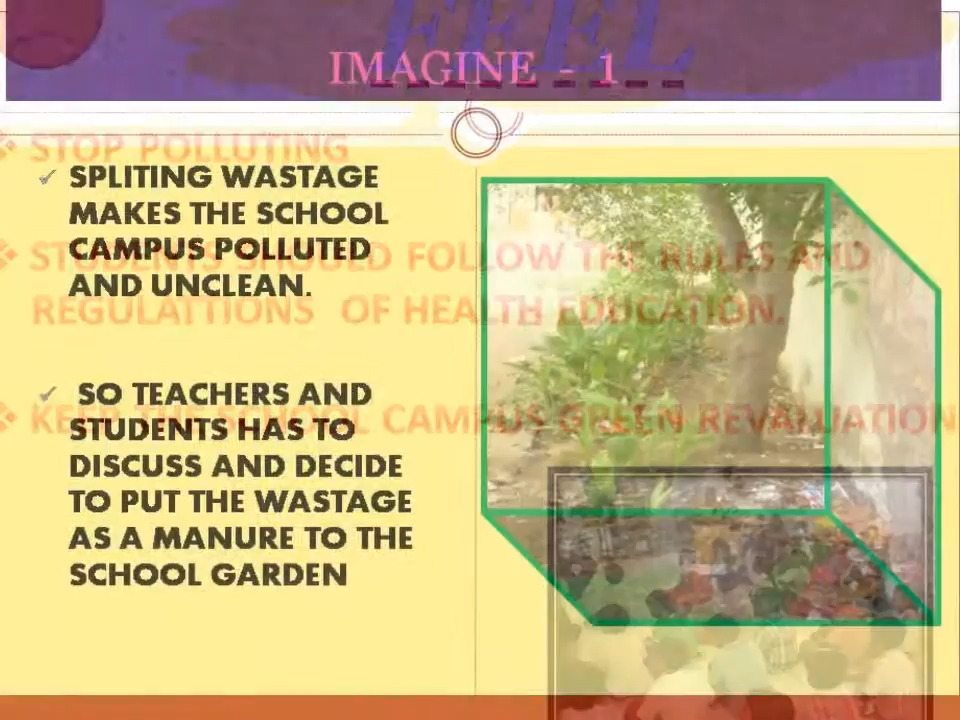 FEEL
IMAGINE - 1
STOP POLLUTING
SPLITING WASTAGE
MAKES THE SCHOOL
CAMPUS POLLUTED
AND UNCLEAN.
STUDENTS SHOULD FOLLOW THE RULES AND
REGULATTIONS OF HEALTH EDUCATION.
SO TEACHERS AND
KEEP THE SCHOOL CAMPUS GREEN REVALUATION
STUDENTS HAS TO
DISCUSS AND DECIDE
TO PUT THE WASTAGE
AS A MANURE TO THE
SCHOOL GARDEN